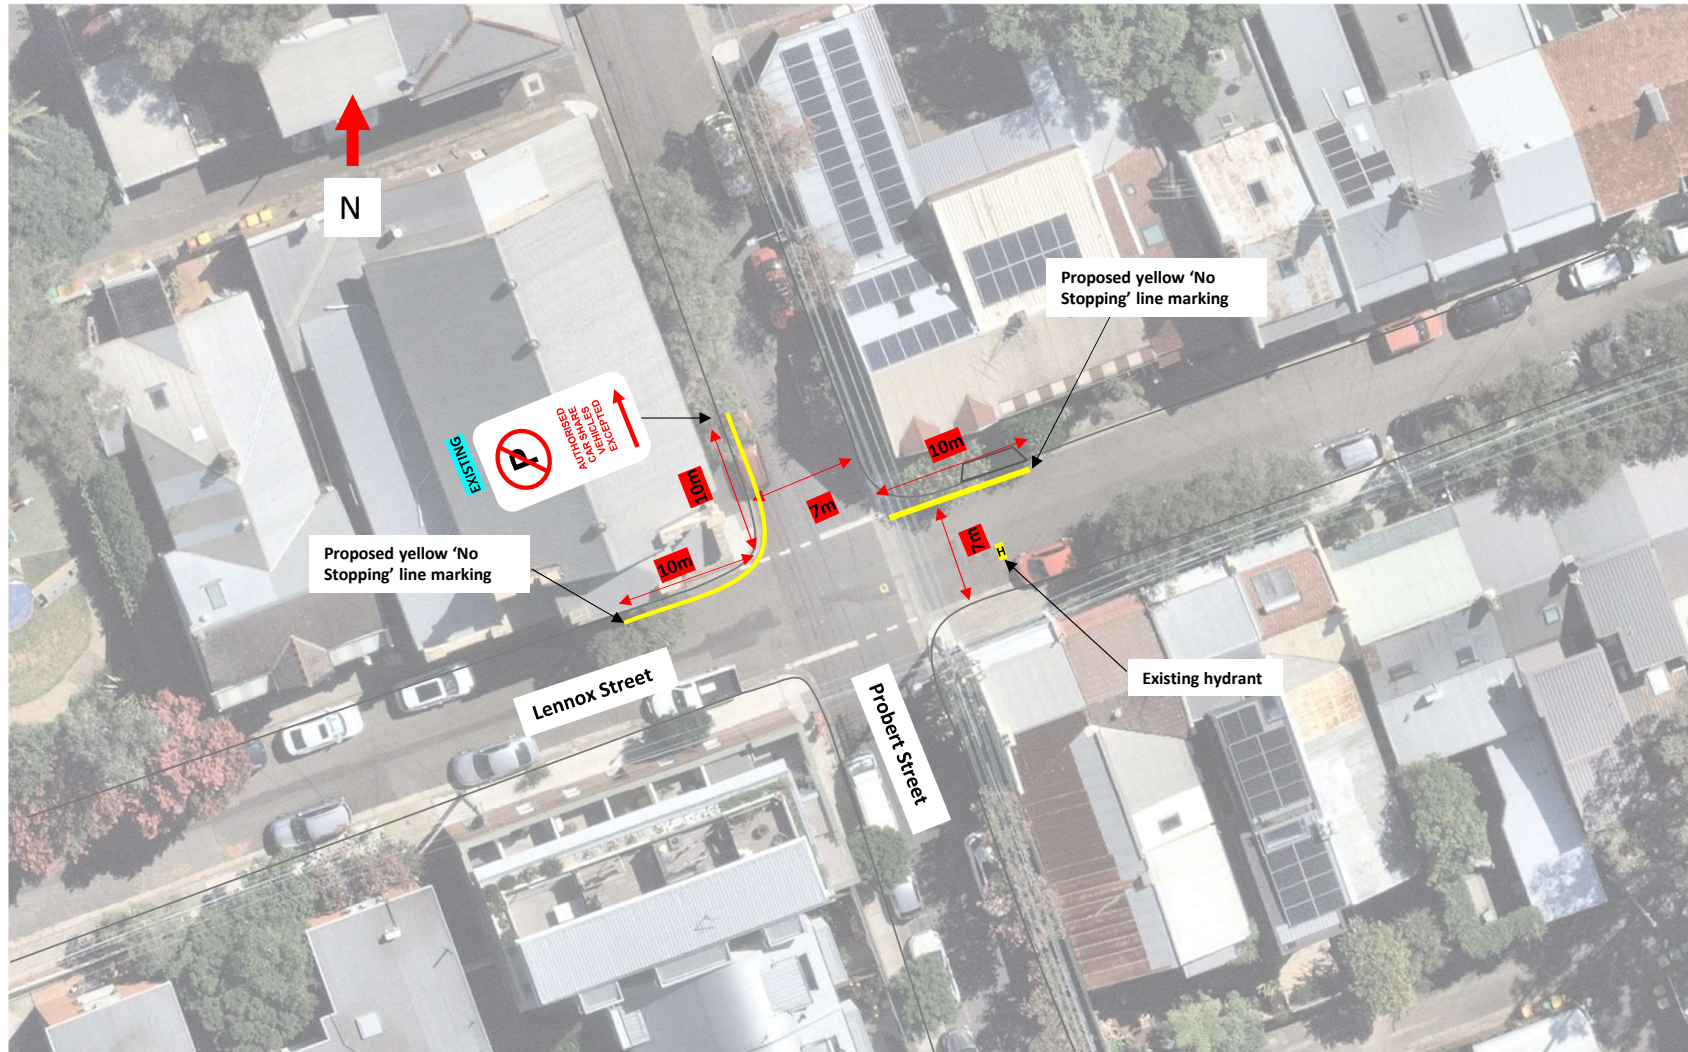 N
Proposed yellow ‘No
Stopping’ line marking
EXISTING
P
AUTHORISED
CAR SHARE
VEHICLES
EXCEPTED
10m
10m
7m
10m
7m
H
Proposed yellow ‘No
Stopping’ line marking
Existing hydrant
Lennox Street
Probert Street